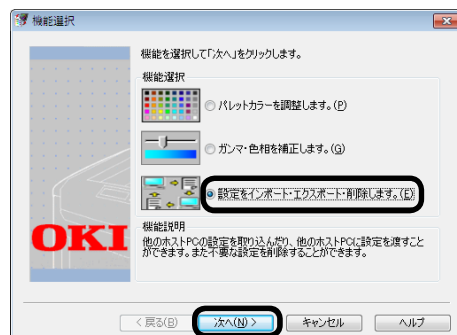 機能選択
機能を選択して「次へ」をクリックします。
機能選択
パレットカラーを調整します。(P)
ガンマ・色相を補正します。(G)
設定をインポート・エクスポート・削除します。(E)
OKI
機能説明
他のホストPCの設定を取り込んだり、他のホストPCに設定を渡すこと
ができます。また不要な設定を削除することができます。
< 戻る(B)
次へ(N) >
キャンセル
ヘルプ